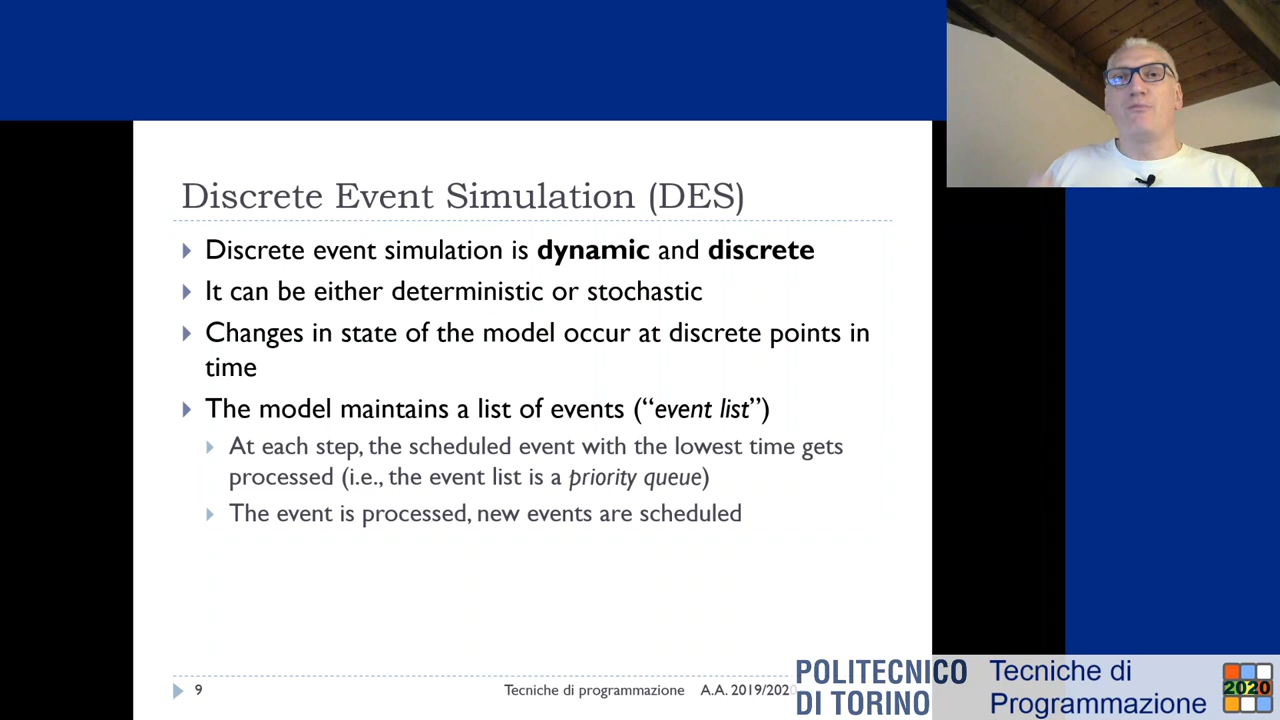 Discrete Event Simulation (DES)
Discrete event simulation is dynamic and discrete
It can be either deterministic or stochastic
Changes in state of the model occur at discrete points in
time
The model maintains a list of events (“event list”)
At each step, the scheduled event with the lowest time gets
processed (i.e., the event list is a priority queue)
The event is processed, new events are scheduled
9 Tecniche di programmazione A.A. 2019/2020
POLITECNICO
DI TORINO
Tecniche di
Programmazione
2020